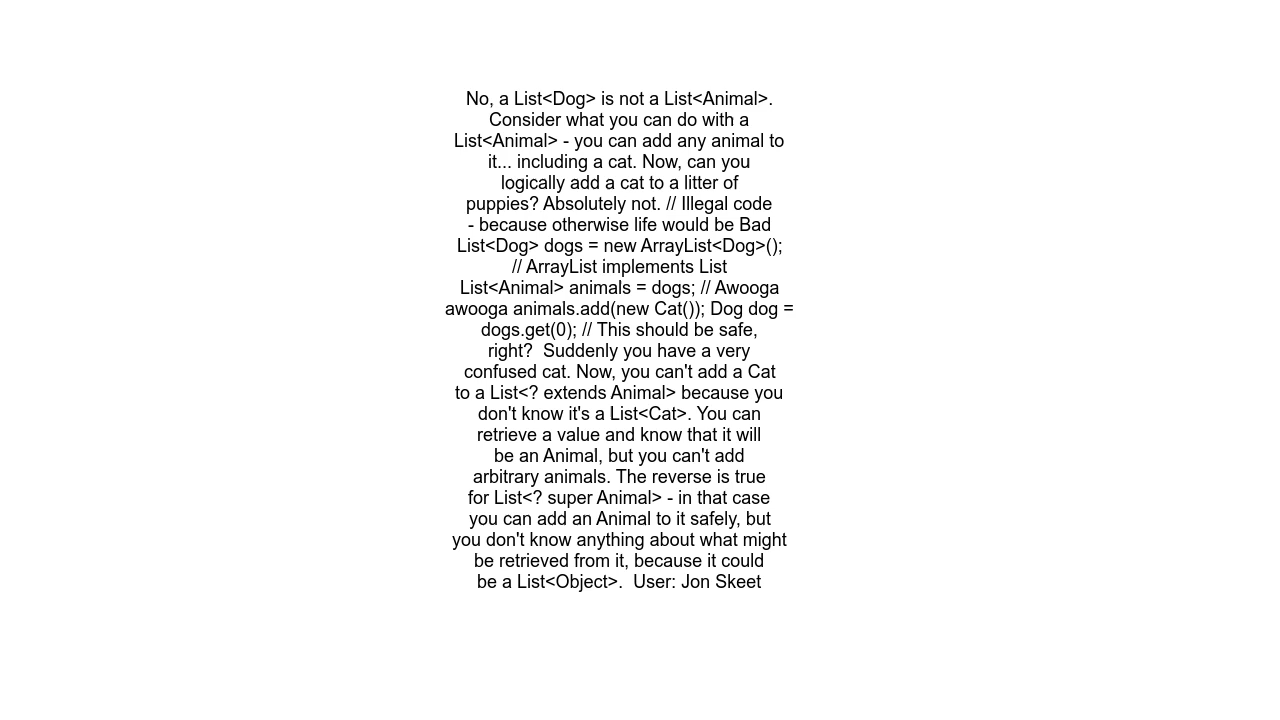 No, a List<Dog> is not a List<Animal>.
Consider what you can do with a
List<Animal> - you can add any animal to
it... including a cat. Now, can you
logically add a cat to a litter of
puppies? Absolutely not. // Illegal code
- because otherwise life would be Bad
List<Dog> dogs = new ArrayList<Dog>();
// ArrayList implements List
List<Animal> animals = dogs; // Awooga
awooga animals.add(new Cat()); Dog dog =
dogs.get(0); // This should be safe,
right?  Suddenly you have a very
confused cat. Now, you can't add a Cat
to a List<? extends Animal> because you
don't know it's a List<Cat>. You can
retrieve a value and know that it will
be an Animal, but you can't add
arbitrary animals. The reverse is true
for List<? super Animal> - in that case
you can add an Animal to it safely, but
you don't know anything about what might
be retrieved from it, because it could
be a List<Object>.  User: Jon Skeet